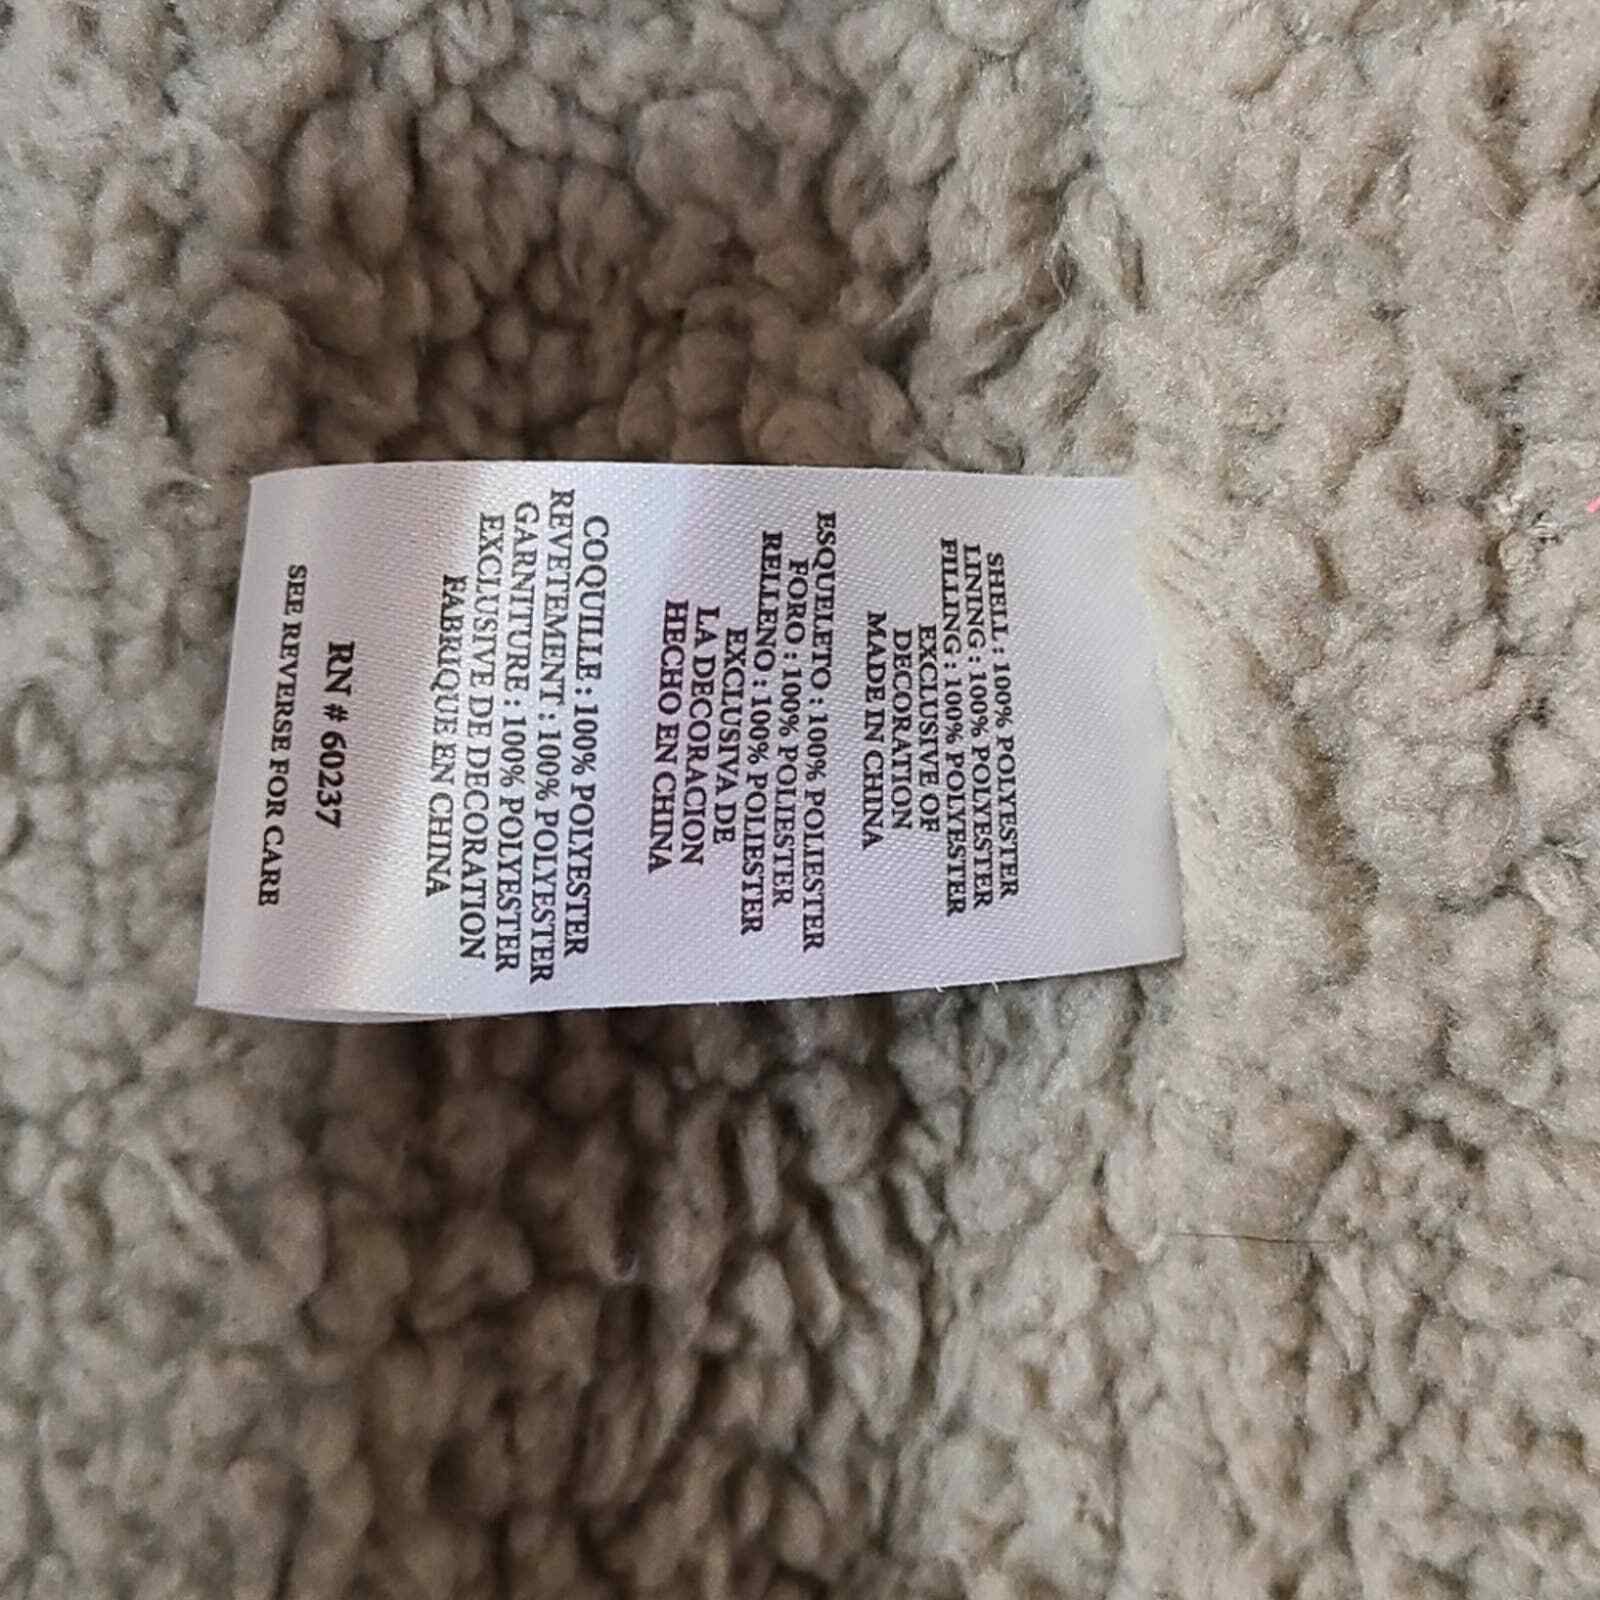 SHELL : 100% POLYESTER
LINING : 100% POLYESTER
FILLING : 100% POLYESTER
EXCLUSIVE OF
DECORATION
MADE IN CHINA
ESQUELETO : 100% POLIESTER
FORO : 100% POLIESTER
RELLENO : 100% POLIESTER
EXCLUSIVA DE
LA DECORACION
HECHO EN CHINA
COQUILLE : 100% POLYESTER
REVETEMENT : 100% POLYESTER
GARNITURE : 100% POLYESTER
EXCLUSIVE DE DECORATION
FABRIQUE EN CHINA
RN # 60237
SEE REVERSE FOR CARE